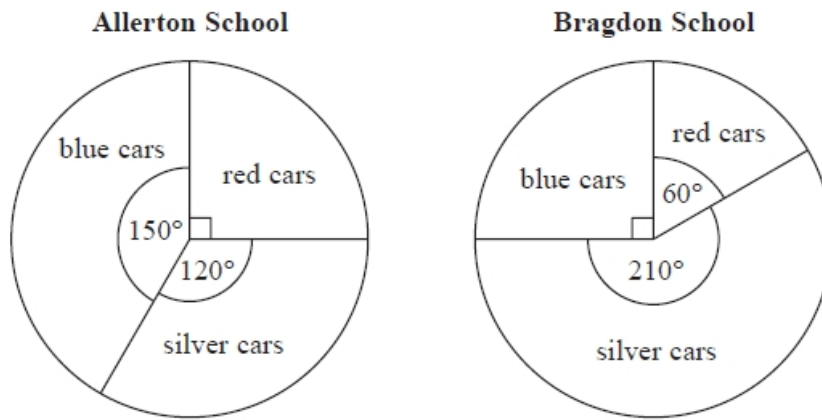 Allerton School
blue cars
red cars
150°
120°
silver cars
Bragdon School
red cars
blue cars
60°
210°
silver cars